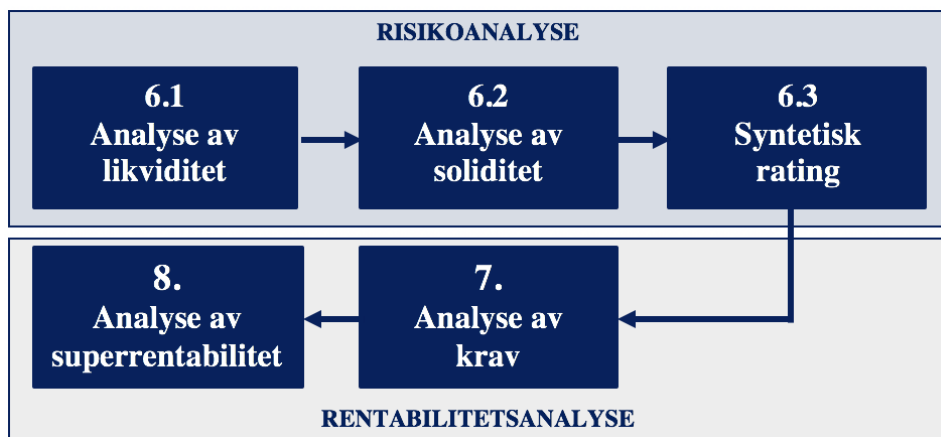 RISIKOANALYSE
6.1
Analyse av
likviditet
6.2
Analyse av
soliditet
6.3
Syntetisk
rating
8.
Analyse av
superrentabilitet
7.
Analyse av
krav
RENTABILITETSANALYSE